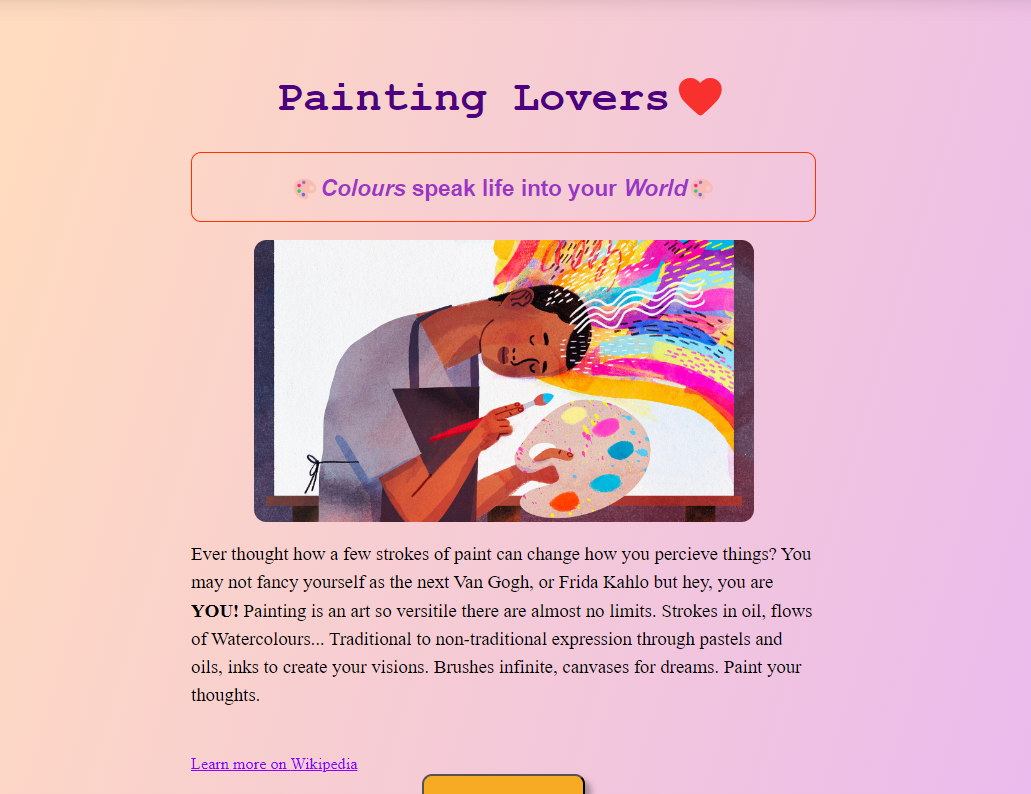 Painting Lovers
Colours speak life into your World
Ever thought how a few strokes of paint can change how you percieve things? You
may not fancy yourself as the next Van Gogh, or Frida Kahlo but hey, you are
YOU! Painting is an art so versitile there are almost no limits. Strokes in oil, flows
of Watercolours... Traditional to non-traditional expression through pastels and
oils, inks to create your visions. Brushes infinite, canvases for dreams. Paint your
thoughts.
Learn more on Wikipedia